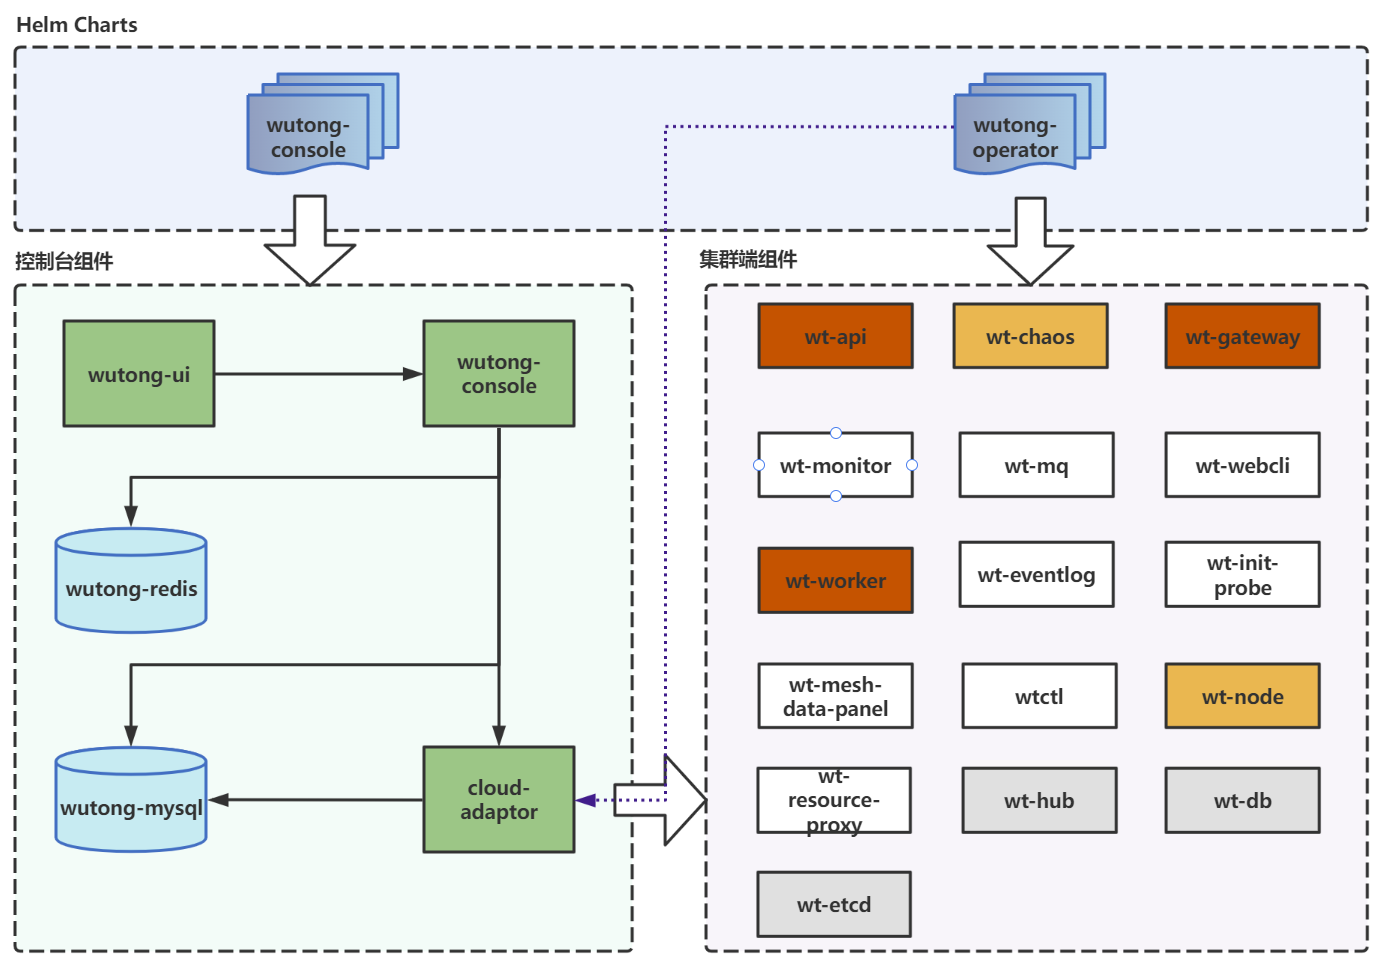 Helm Charts
wutong-
console
wutong-
operator
控制台组件
集群端组件
wutong-ui
wutong-
console
wutong-redis
wutong-mysql
cloud-
adaptor
wt-api
wt-chaos
wt-gateway
wt-monitor
wt-mq
wt-webcli
wt-worker
wt-eventlog
wt-init-
probe
wt-mesh-
data-panel
wtctl
wt-node
wt-
resource-
proxy
wt-hub
wt-db
wt-etcd